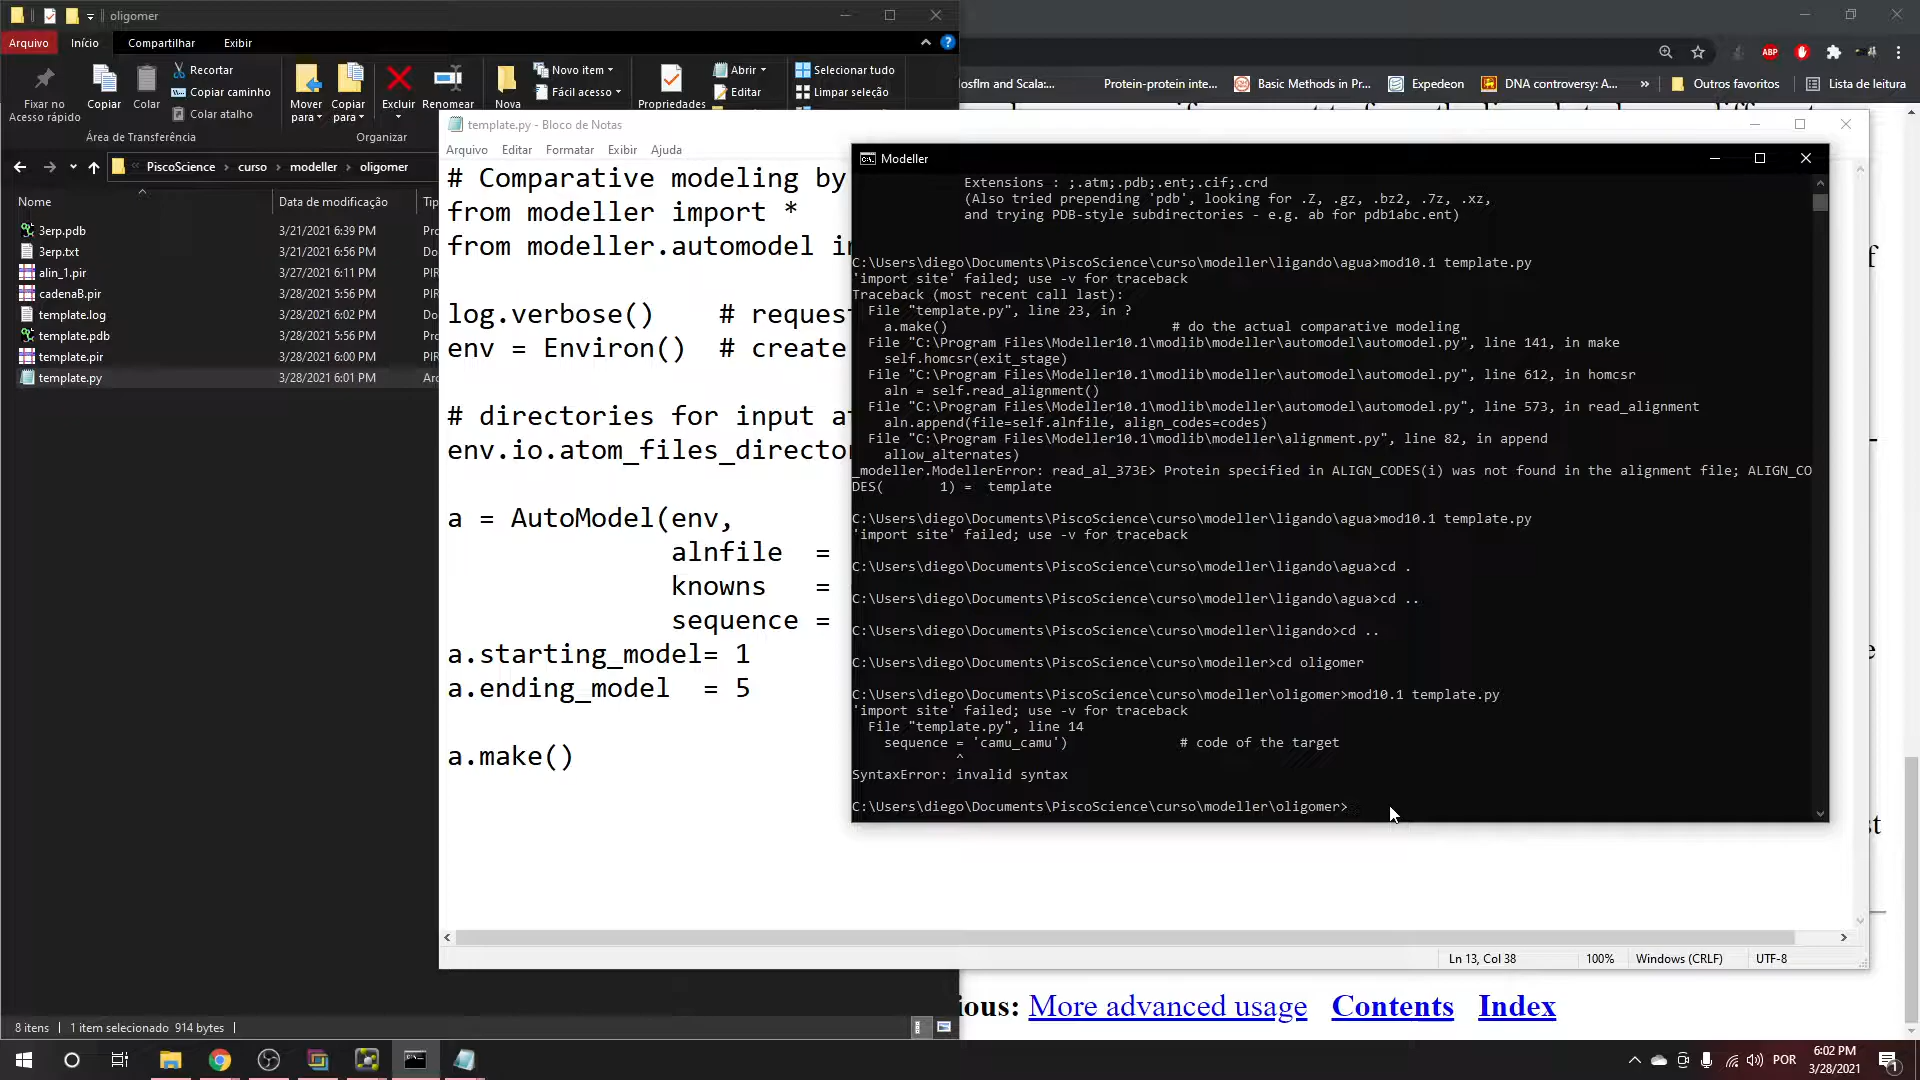 oligomer
Arquivo
Início
Compartilhar
Exibir
Fixar no
Acesso rápido
Copiar
Colar
Recortar
Copiar caminho
Colar atalho
Área de Transferência
Mover
para
Copiar
para
Excluir
Renomear
Organizar
Nova
Novo item
Fácil acesso
Propriedades
Abrir
Editar
Selecionar tudo
Limpar seleção
PiscoScience
curso
modeller
oligomer
Nome
Data de modificação
Tip
3erp.pdb 3/21/2021 6:39 PM Pro
3erp.txt 3/21/2021 6:56 PM Do
alin_1.pir 3/27/2021 6:11 PM PIR
cadenaB.pir 3/28/2021 5:56 PM PIR
template.log 3/28/2021 6:02 PM Do
template.pdb 3/28/2021 5:56 PM Pro
template.pir 3/28/2021 6:00 PM PIR
template.py 3/28/2021 6:01 PM Arc
8 itens
1 item selecionado 914 bytes
ABP
losflm and Scala:...
Protein-protein inte...
Basic Methods in Pr...
Expedeon
DNA controversy: A...
»
Outros favoritos
Lista de leitura
template.py - Bloco de Notas
Arquivo Editar Formatar Exibir Ajuda
# Comparative modeling by
from modeller import *
from modeller.automodel i
log.verbose() # request
env = Environ() # create
# directories for input a
env.io.atom_files_director
a = AutoModel(env,
alnfile =
knowns =
sequence =
a.starting_model= 1
a.ending_model = 5
a.make()
Ln 13, Col 38
100%
Windows (CRLF)
UTF-8
Modeller
Extensions : ;.atm;.pdb;.ent;.cif;.crd
(Also tried prepending 'pdb', looking for .Z, .gz, .bz2, .7z, .xz,
and trying PDB-style subdirectories - e.g. ab for pdb1abc.ent)
C:\Users\diego\Documents\PiscoScience\curso\modeller\ligando\agua>mod10.1 template.py
'import site' failed; use -v for traceback
Traceback (most recent call last):
File "template.py", line 23, in ?
a.make() # do the actual comparative modeling
File "C:\Program Files\Modeller10.1\modlib\modeller\automodel\automodel.py", line 141, in make
self.homcsr(exit_stage)
File "C:\Program Files\Modeller10.1\modlib\modeller\automodel\automodel.py", line 612, in homcsr
aln = self.read_alignment()
File "C:\Program Files\Modeller10.1\modlib\modeller\automodel\automodel.py", line 573, in read_alignment
aln.append(file=self.alnfile, align_codes=codes)
File "C:\Program Files\Modeller10.1\modlib\modeller\alignment.py", line 82, in append
allow_alternates)
_modeller.ModellerError: read_al_373E> Protein specified in ALIGN_CODES(i) was not found in the alignment file; ALIGN_CO
DES( 1) = template
C:\Users\diego\Documents\PiscoScience\curso\modeller\ligando\agua>mod10.1 template.py
'import site' failed; use -v for traceback
C:\Users\diego\Documents\PiscoScience\curso\modeller\ligando\agua>cd .
C:\Users\diego\Documents\PiscoScience\curso\modeller\ligando\agua>cd ..
C:\Users\diego\Documents\PiscoScience\curso\modeller\ligando>cd ..
C:\Users\diego\Documents\PiscoScience\curso\modeller>cd oligomer
C:\Users\diego\Documents\PiscoScience\curso\modeller\oligomer>mod10.1 template.py
'import site' failed; use -v for traceback
File "template.py", line 14
sequence = 'camu_camu') # code of the target
^
SyntaxError: invalid syntax
C:\Users\diego\Documents\PiscoScience\curso\modeller\oligomer>
ious: More advanced usage Contents Index
POR
6:02 PM
3/28/2021
1